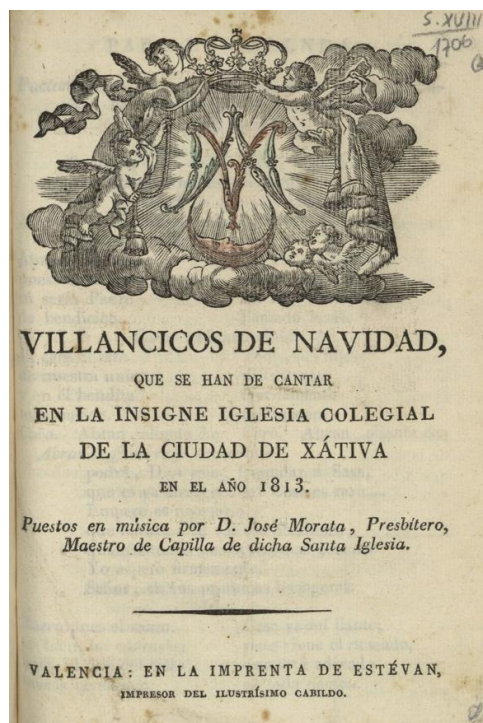 S. XVIII
1706
VILLANCICOS DE NAVIDAD,
QUE SE HAN DE CANTAR
EN LA INSIGNE IGLESIA COLEGIAL
DE LA CIUDAD DE XÁTIVA
EN EL AÑO 1813.
Puestos en música por D. José Morata, Presbítero,
Maestro de Capilla de dicha Santa Iglesia.
VALENCIA: EN LA IMPRENTA DE ESTÉVAN,
IMPRESOR DEL ILUSTRÍSIMO CABILDO.